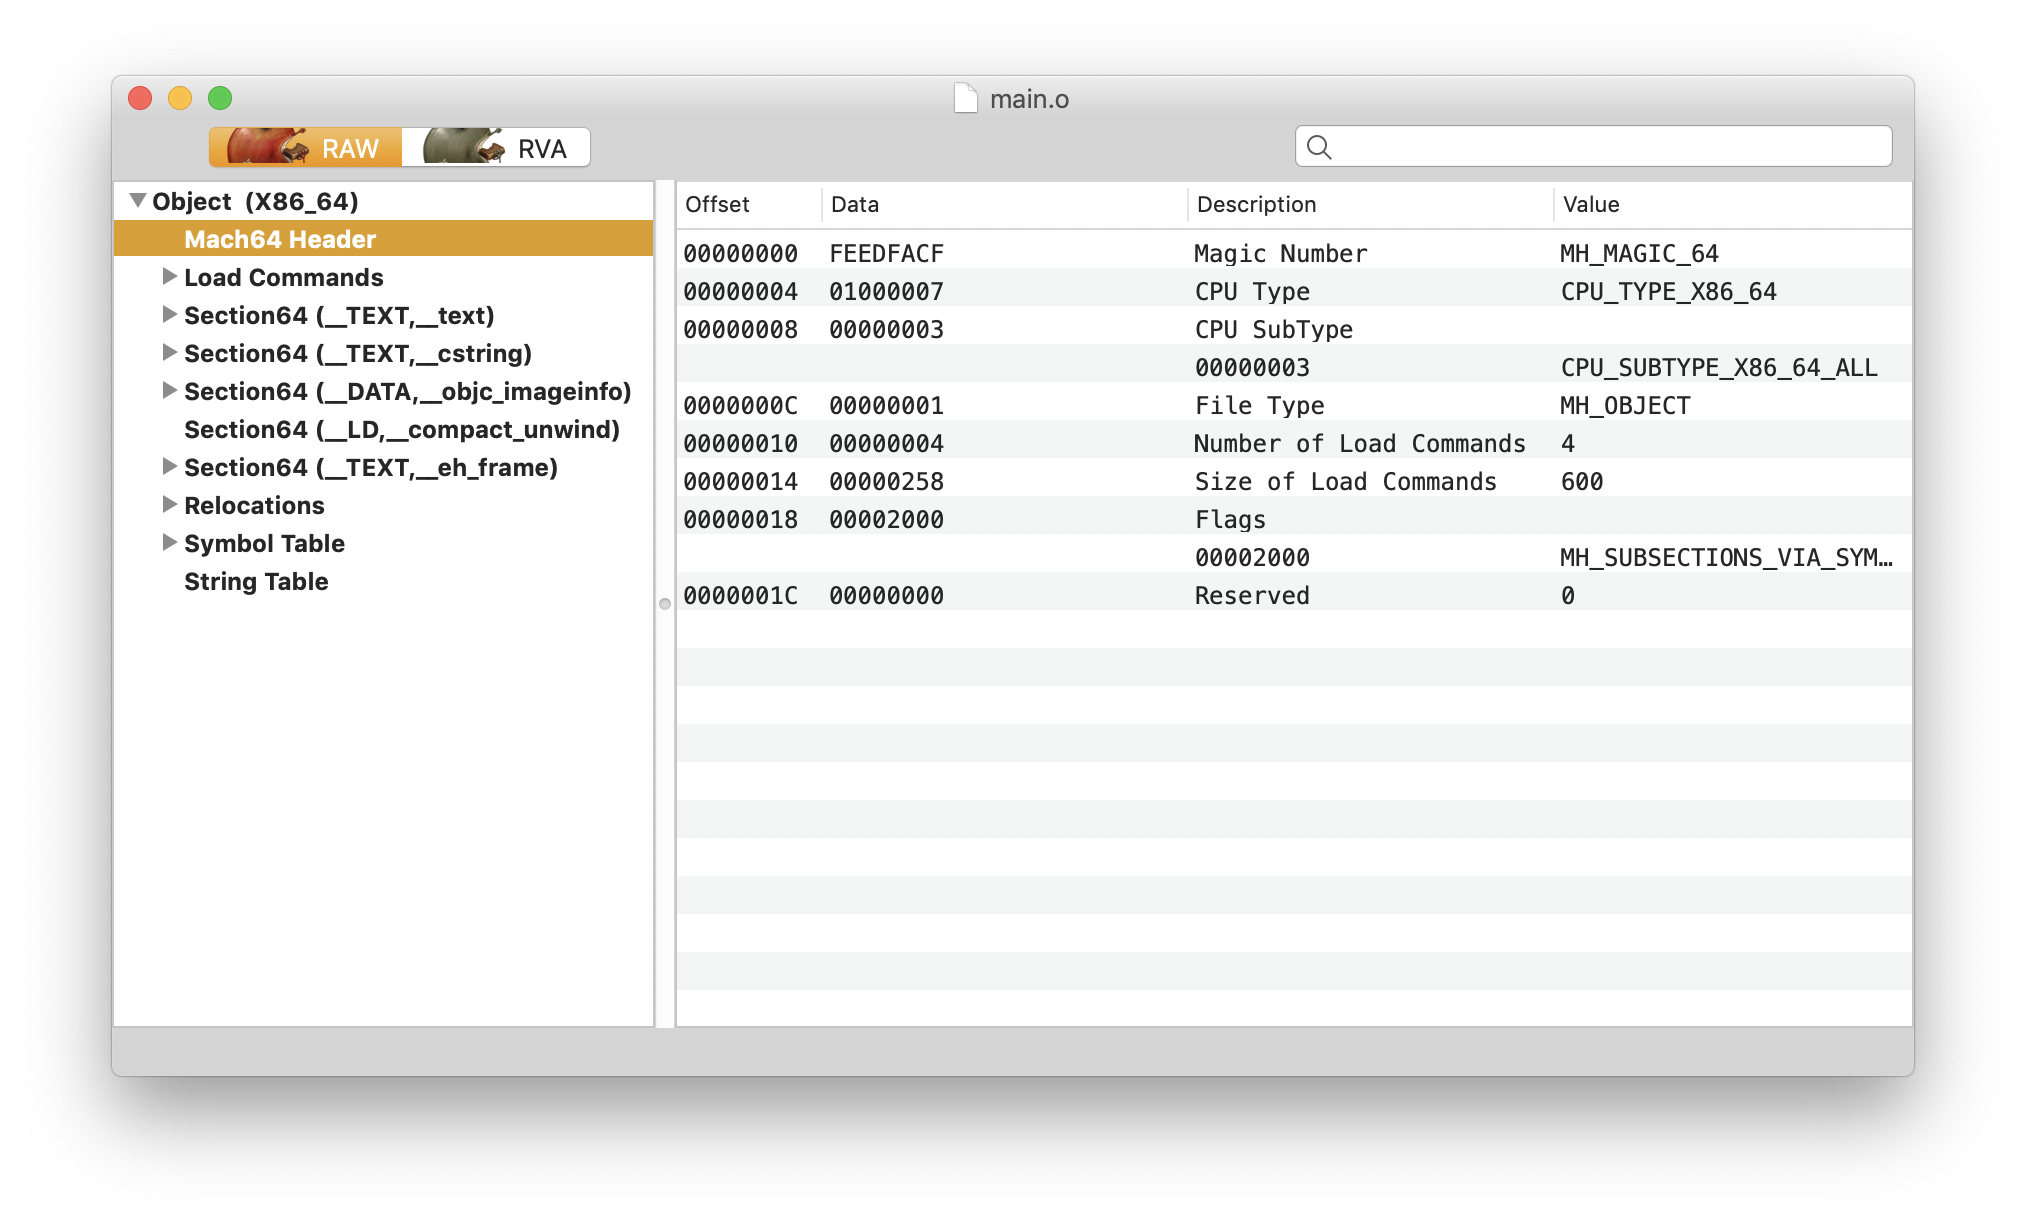 main.o
RAW RVA
Object (X86_64)
Mach64 Header
Load Commands
Section64 (__TEXT,__text)
Section64 (__TEXT,__cstring)
Section64 (__DATA,__objc_imageinfo)
Section64 (__LD,__compact_unwind)
Section64 (__TEXT,__eh_frame)
Relocations
Symbol Table
String Table
Offset Data Description Value
00000000 FEEDFACF Magic Number MH_MAGIC_64
00000004 01000007 CPU Type CPU_TYPE_X86_64
00000008 00000003 CPU SubType
00000003 CPU_SUBTYPE_X86_64_ALL
0000000C 00000001 File Type MH_OBJECT
00000010 00000004 Number of Load Commands 4
00000014 00000258 Size of Load Commands 600
00000018 00002000 Flags
00002000 MH_SUBSECTIONS_VIA_SYM…
0000001C 00000000 Reserved 0